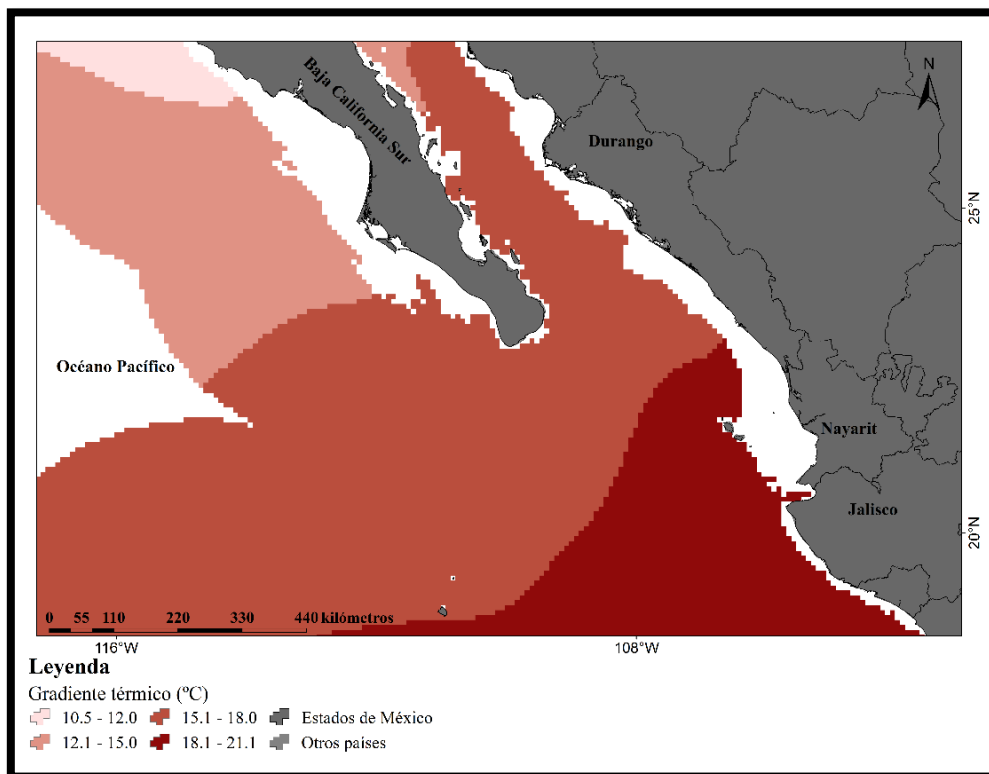 N
Baja California Sur
Durango
25°N
Océano Pacífico
Nayarit
Jalisco
20°N
0 55 110 220 330 440 kilómetros
116°W 108°W
Leyenda
Gradiente térmico (ºC)
10.5 - 12.0 15.1 - 18.0 Estados de México
12.1 - 15.0 18.1 - 21.1 Otros países